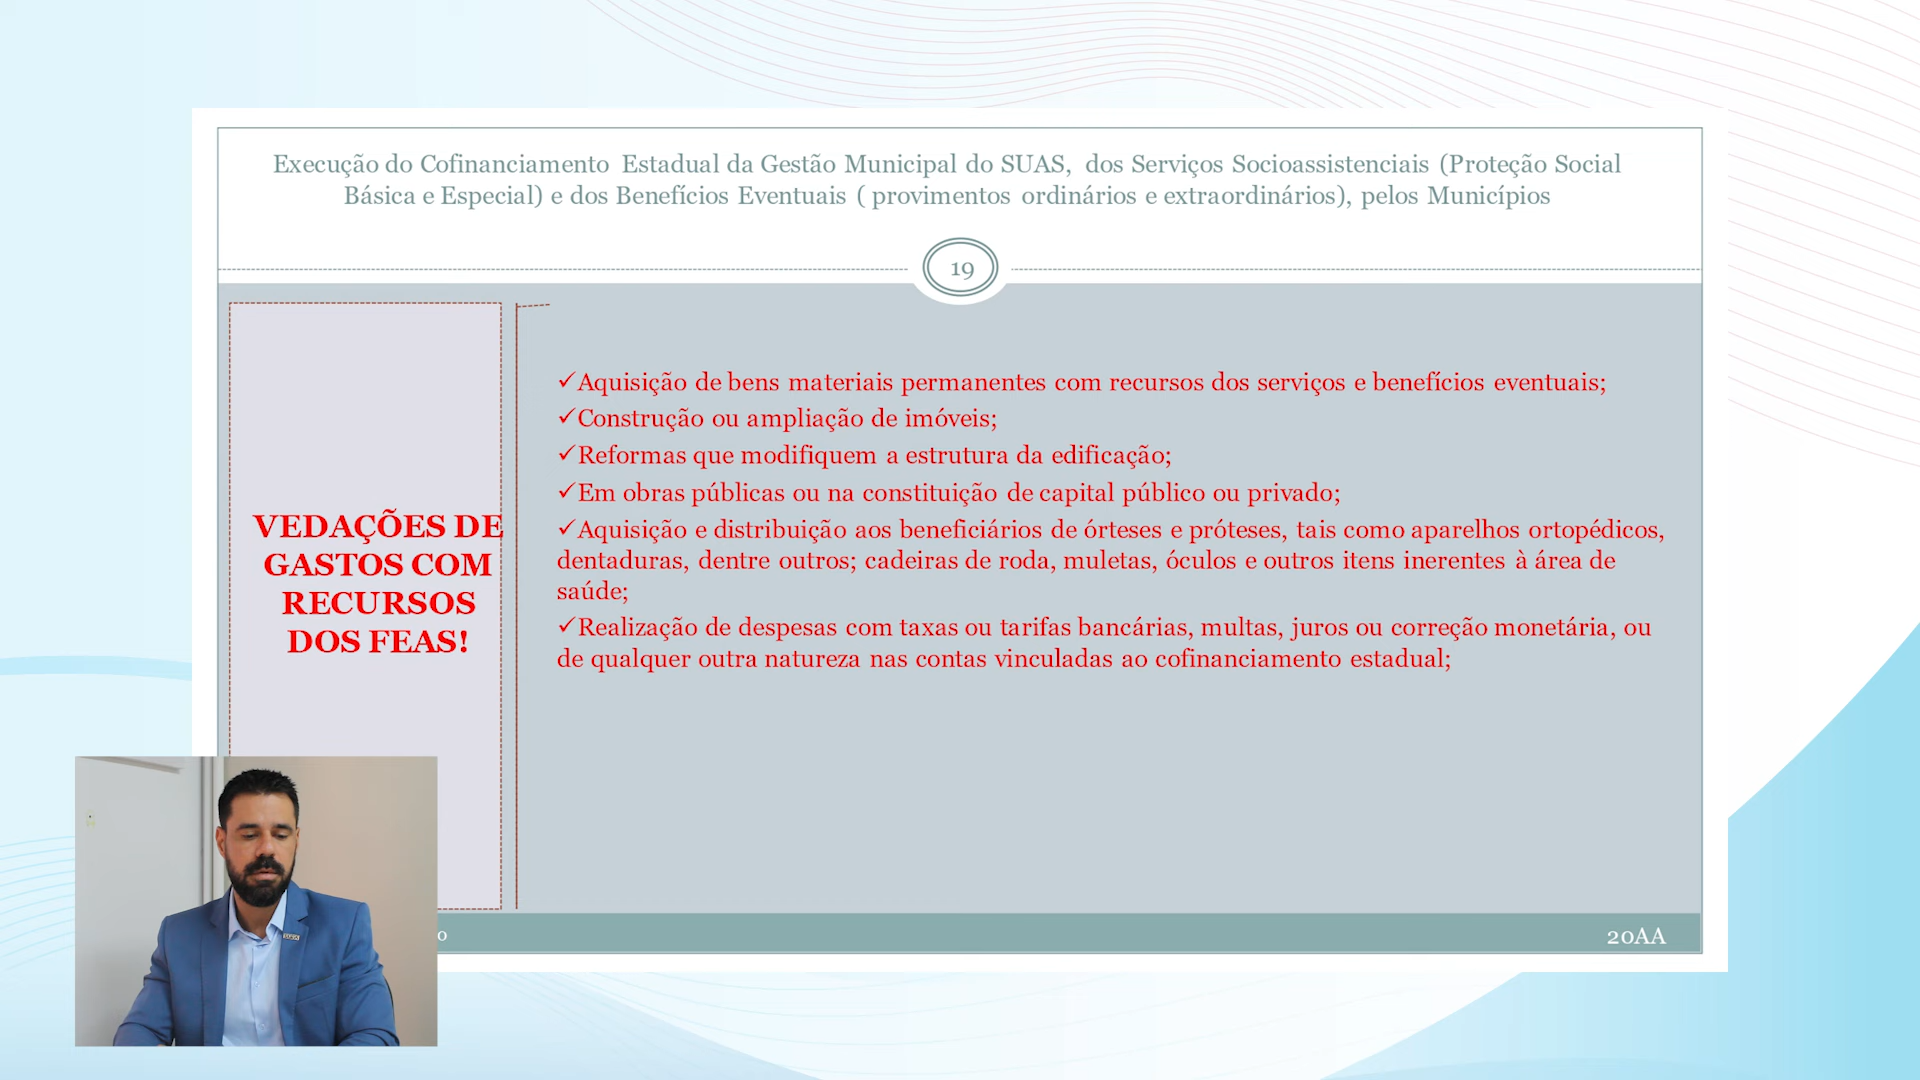 Execução do Cofinanciamento Estadual da Gestão Municipal do SUAS, dos Serviços Socioassistenciais (Proteção Social
Básica e Especial) e dos Benefícios Eventuais ( provimentos ordinários e extraordinários), pelos Municípios
19
VEDAÇÕES DE
GASTOS COM
RECURSOS
DOS FEAS!
✓Aquisição de bens materiais permanentes com recursos dos serviços e benefícios eventuais;
✓Construção ou ampliação de imóveis;
✓Reformas que modifiquem a estrutura da edificação;
✓Em obras públicas ou na constituição de capital público ou privado;
✓Aquisição e distribuição aos beneficiários de órteses e próteses, tais como aparelhos ortopédicos,
dentaduras, dentre outros; cadeiras de roda, muletas, óculos e outros itens inerentes à área de
saúde;
✓Realização de despesas com taxas ou tarifas bancárias, multas, juros ou correção monetária, ou
de qualquer outra natureza nas contas vinculadas ao cofinanciamento estadual;
20AA